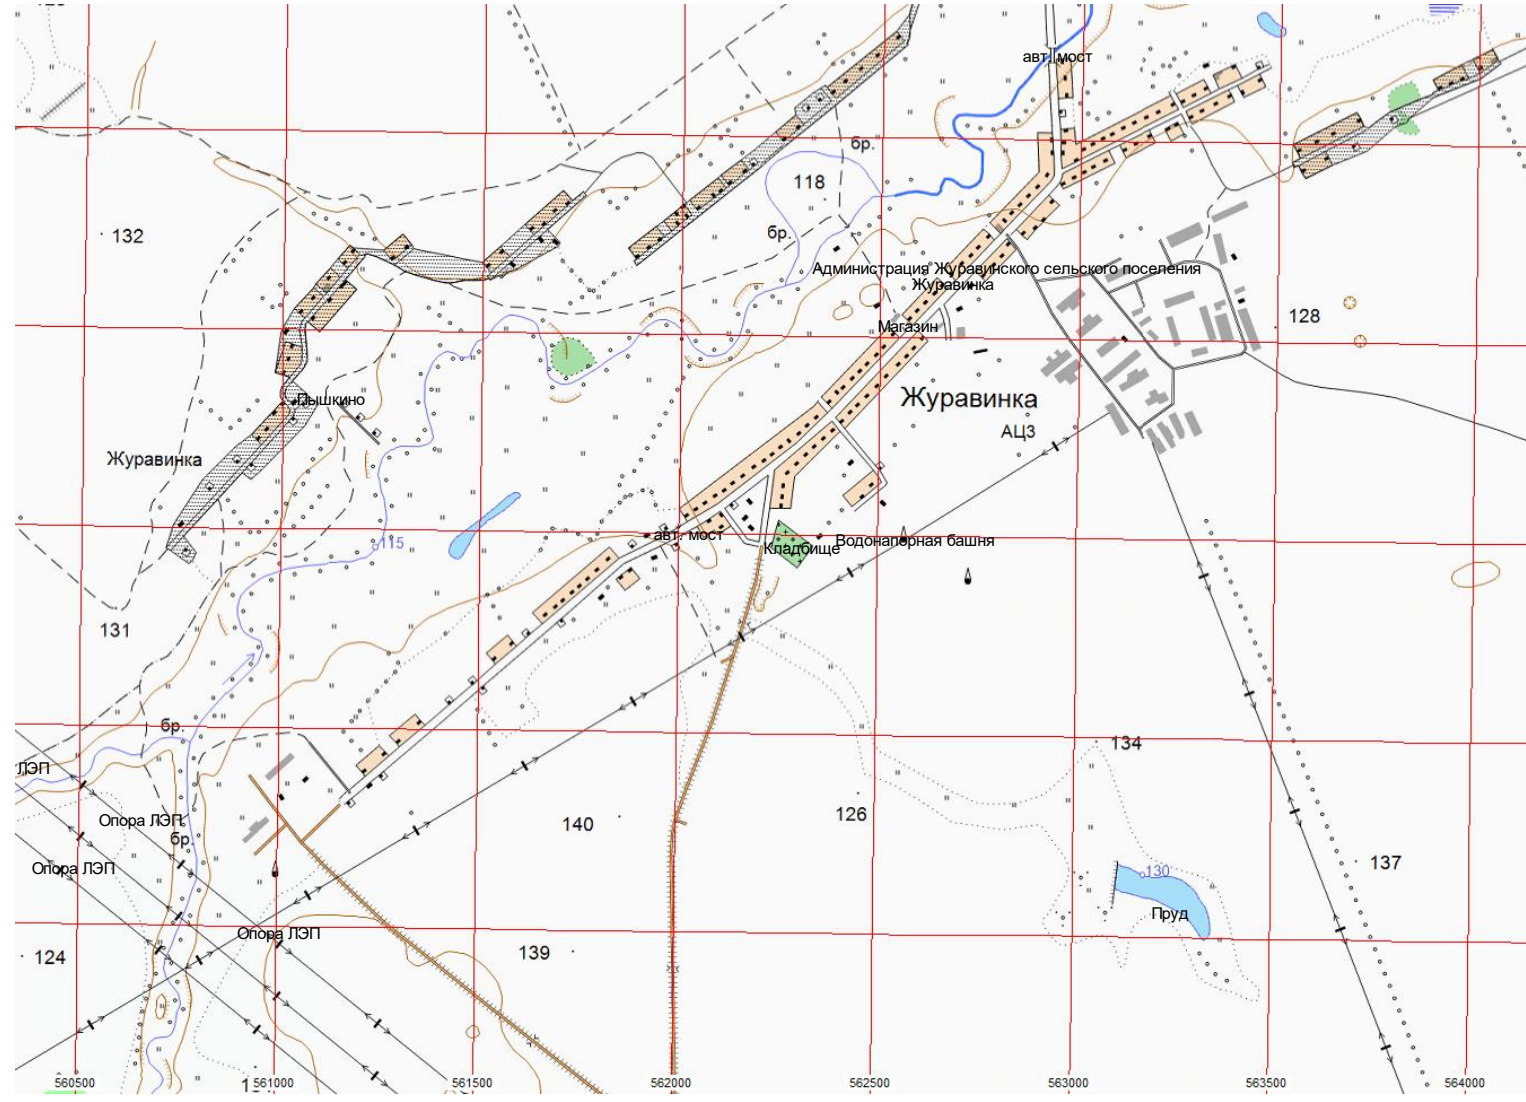 авт. мост
бр.
118
132
бр.
Администрация Журавинского сельского поселения
Журавинка
128
Магазин
Пышкино
Журавинка
АЦЗ
Журавинка
авт. мост
115
Кладбище
Водонапорная башня
131
бр.
134
ЛЭП
Опора ЛЭП
бр.
140
126
Опора ЛЭП
137
130
Пруд
Опора ЛЭП
124
139
560500
561000
561500
562000
562500
563000
563500
564000